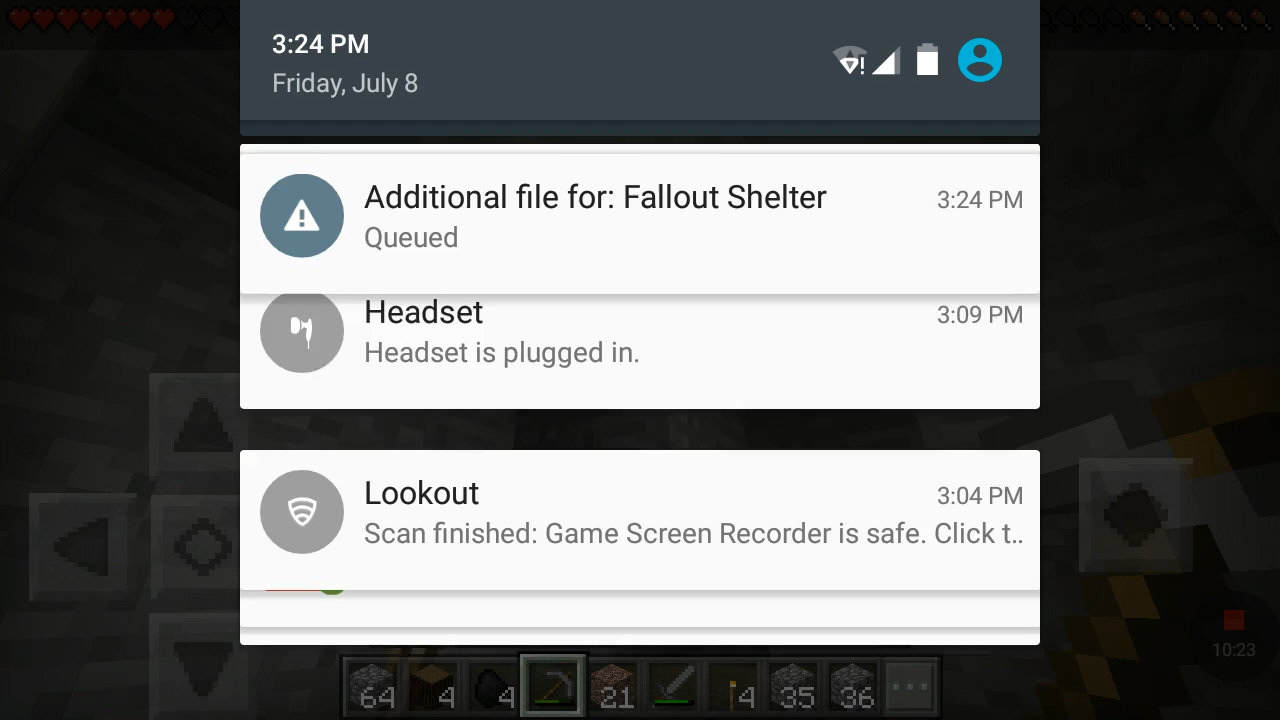 3:24 PM
Friday, July 8
Additional file for: Fallout Shelter
3:24 PM
Queued
Headset
3:09 PM
Headset is plugged in.
Lookout
3:04 PM
Scan finished: Game Screen Recorder is safe. Click t..
10:23
64 4 4 21 4 35 36